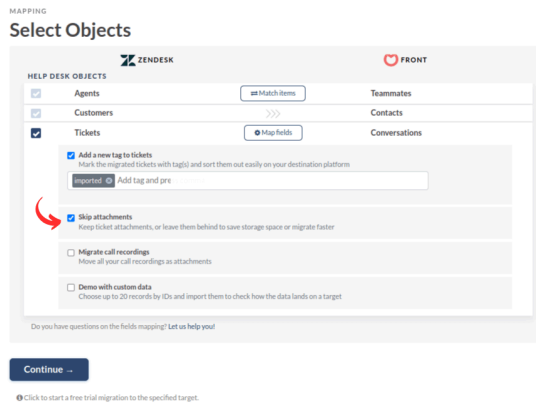 MAPPING
Select Objects
ZENDESK
FRONT
HELP DESK OBJECTS
Agents
Match items
Teammates
Customers
Contacts
Tickets
Map fields
Conversations
Add a new tag to tickets
Mark the migrated tickets with tag(s) and sort them out easily on your destination platform
imported
Add tag and pre
Skip attachments
Keep ticket attachments, or leave them behind to save storage space or migrate faster
Migrate call recordings
Move all your call recordings as attachments
Demo with custom data
Choose up to 20 records by IDs and import them to check how the data lands on a target
Do you have questions on the fields mapping? Let us help you!
Continue →
Click to start a free trial migration to the specified target.